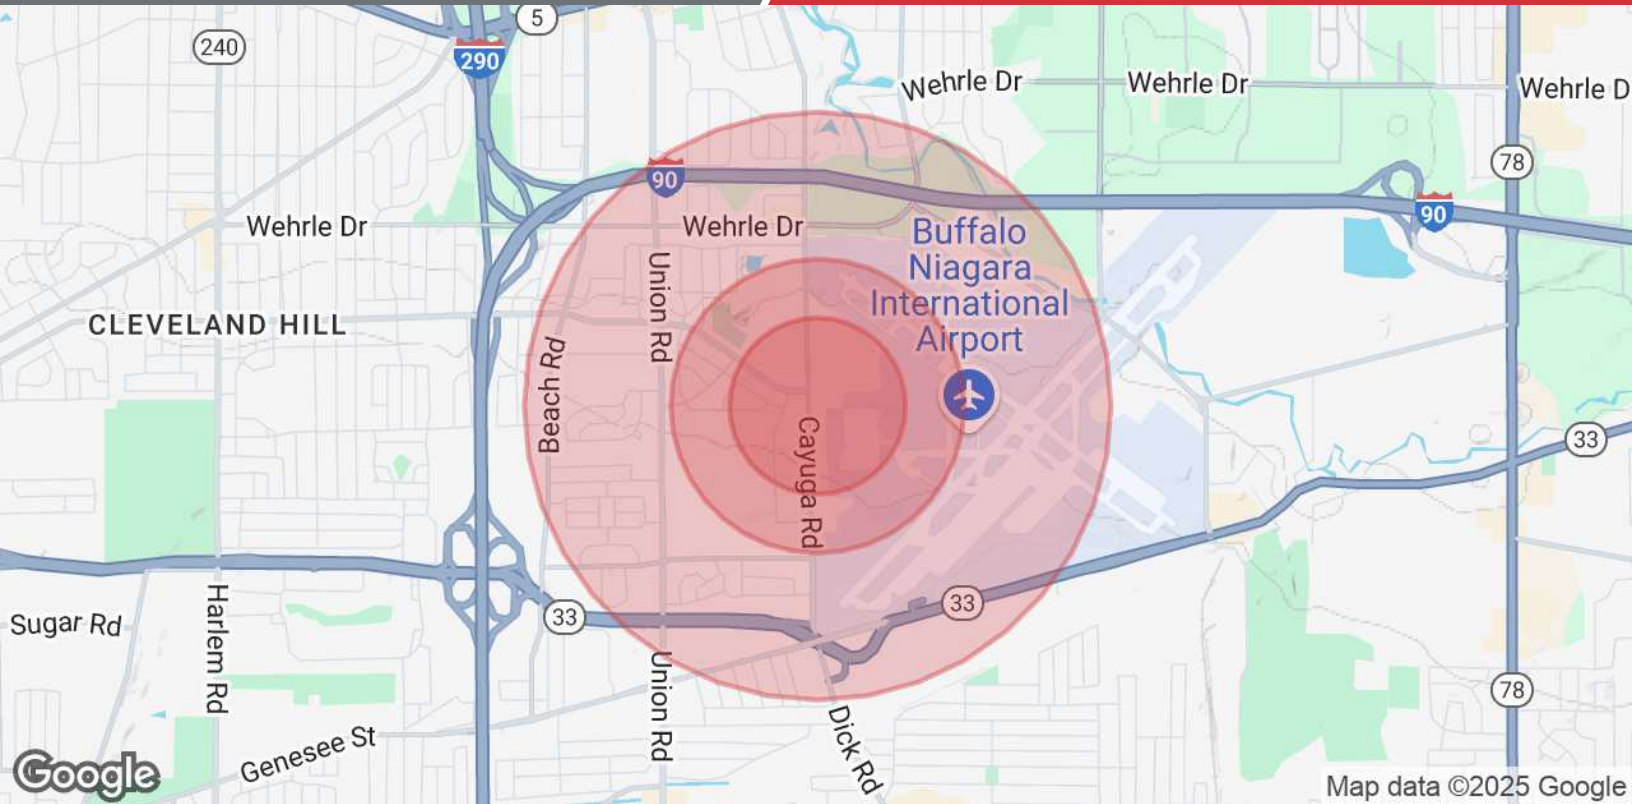 5
240
290
Wehrle Dr
Wehrle Dr
Wehrle D
78
90
90
Wehrle Dr
Wehrle Dr
Buffalo
Niagara
International
Airport
Union Rd
CLEVELAND HILL
Beach Rd
Cayuga Rd
33
33
33
Sugar Rd
Harlem Rd
Union Rd
78
Dick Rd
Genesee St
Google
Map data ©2025 Google